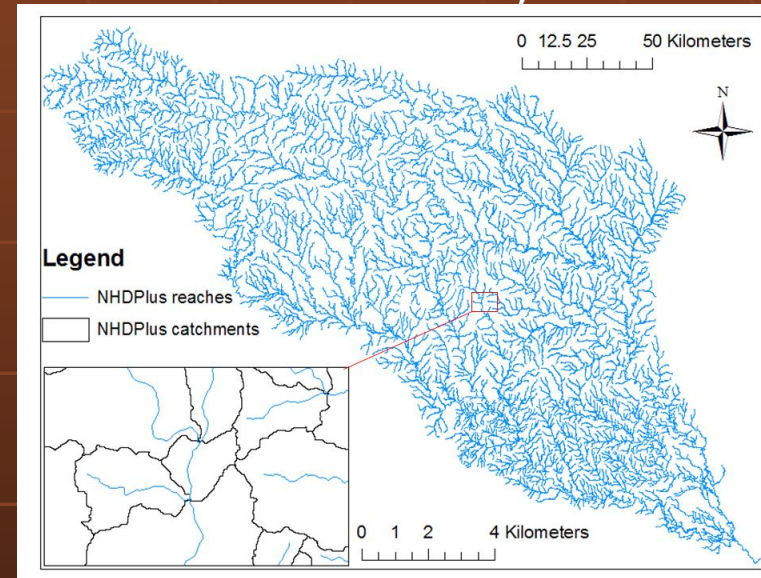 0 12.5 25 50 Kilometers
N
Legend
NHDPlus reaches
NHDPlus catchments
0 1 2 4 Kilometers